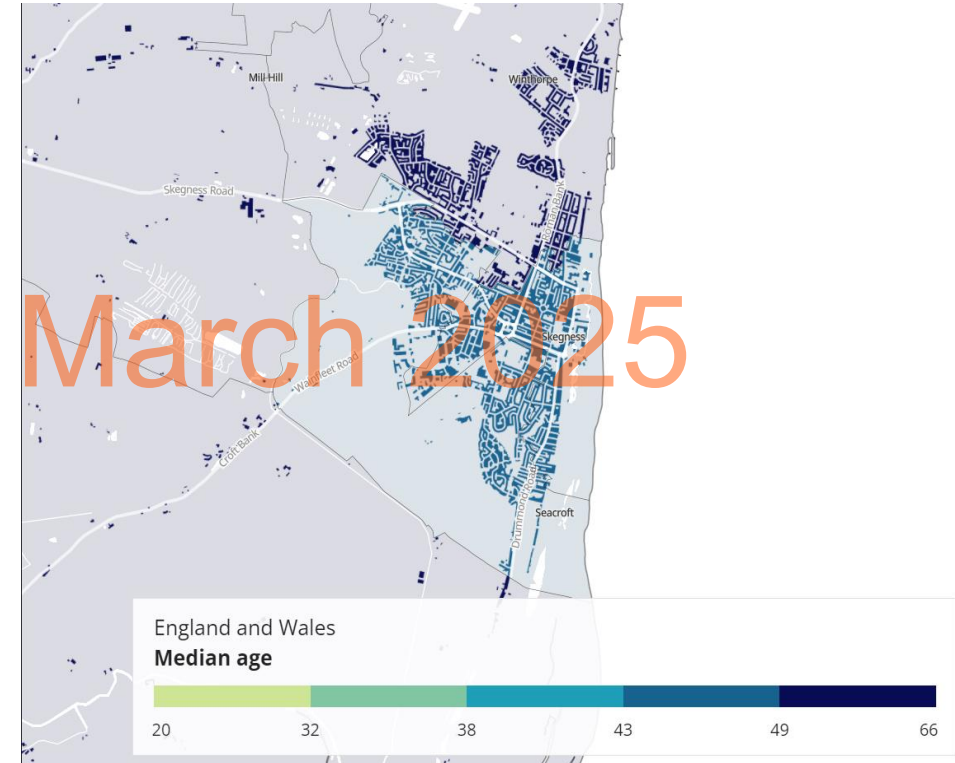 Mill Hill
Winthorpe
Skegness Road
Roman Bank
March 2025
Skegness
Wainfleet Road
Croft Bank
Drummond Road
Seacroft
England and Wales
Median age
20 32 38 43 49 66